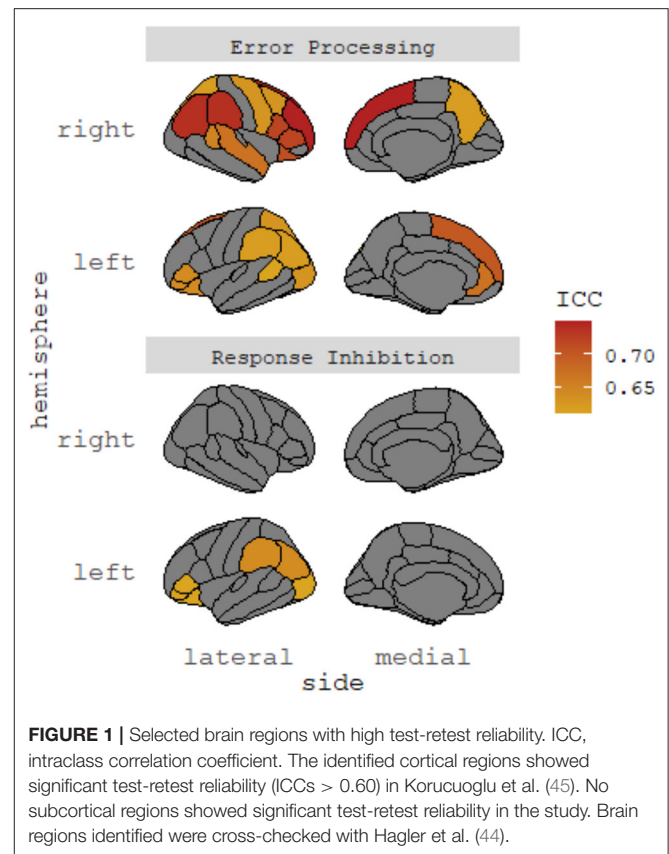 Error Processing
right
left
hemisphere
ICC
0.70
0.65
Response Inhibition
right
left
lateral medial
side
FIGURE 1 | Selected brain regions with high test-retest reliability. ICC,
intraclass correlation coefficient. The identified cortical regions showed
significant test-retest reliability (ICCs > 0.60) in Korucuoglu et al. (45). No
subcortical regions showed significant test-retest reliability in the study. Brain
regions identified were cross-checked with Hagler et al. (44).